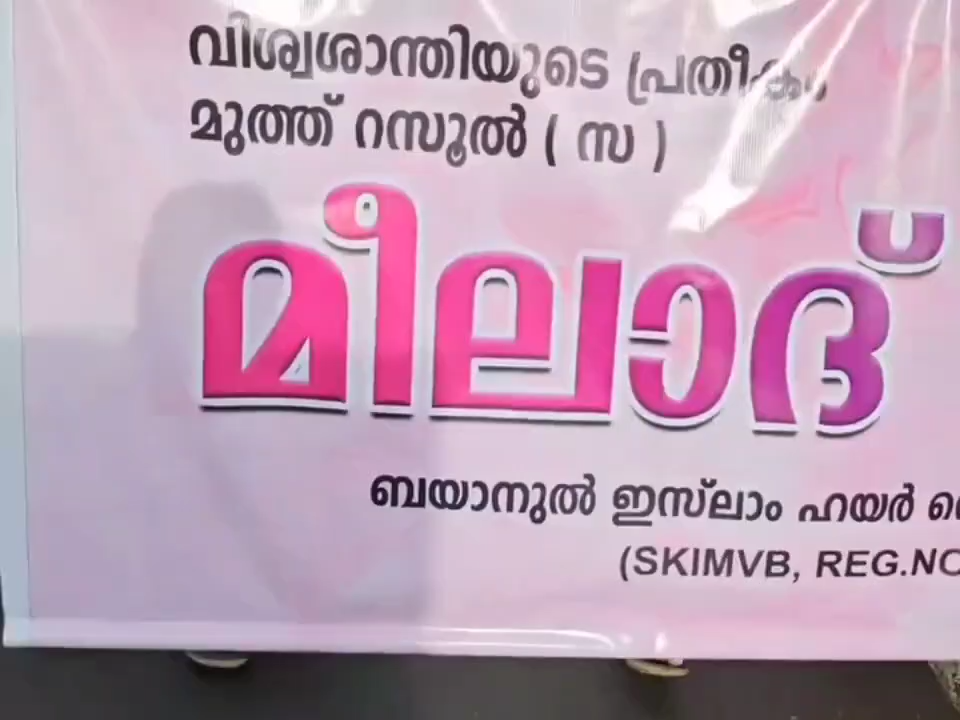 വിശ്വശാന്തിയുടെ പ്രതീകം
മുത്ത് റസൂൽ ( സ )
മീലാദ്
ബയാനുൽ ഇസ്‌ലാം ഹയർ
(SKIMVB, REG.NO